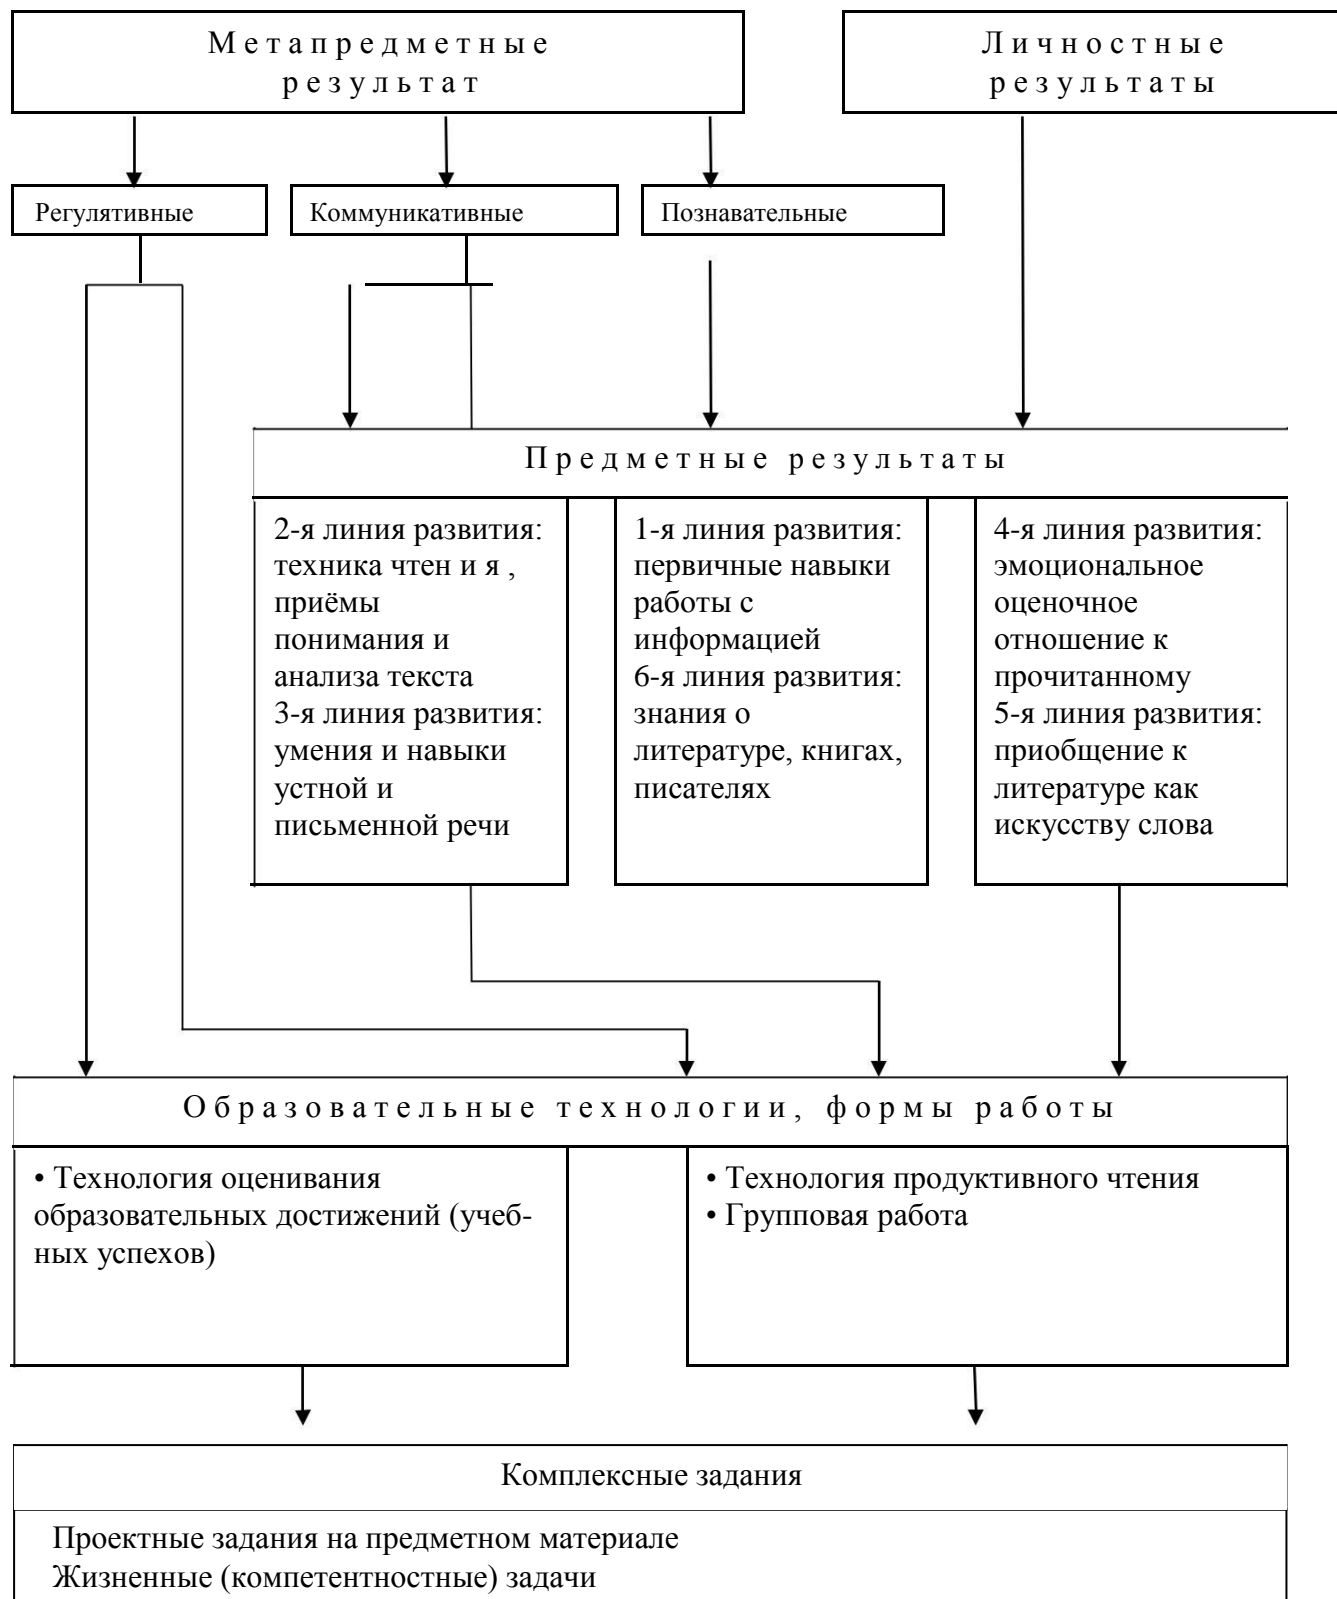 Метапредметные
результат
Личностные
результаты
Регулятивные
Коммуникативные
Познавательные
Предметные результаты
2-я линия развития:
техника чтен и я ,
приёмы
понимания и
анализа текста
3-я линия развития:
умения и навыки
устной и
письменной речи
1-я линия развития:
первичные навыки
работы с
информацией
6-я линия развития:
знания о
литературе, книгах,
писателях
4-я линия развития:
эмоциональное
оценочное
отношение к
прочитанному
5-я линия развития:
приобщение к
литературе как
искусству слова
Образовательные технологии, формы работы
• Технология оценивания
образовательных достижений (учеб-
ных успехов)
• Технология продуктивного чтения
• Групповая работа
Комплексные задания
Проектные задания на предметном материале
Жизненные (компетентностные) задачи